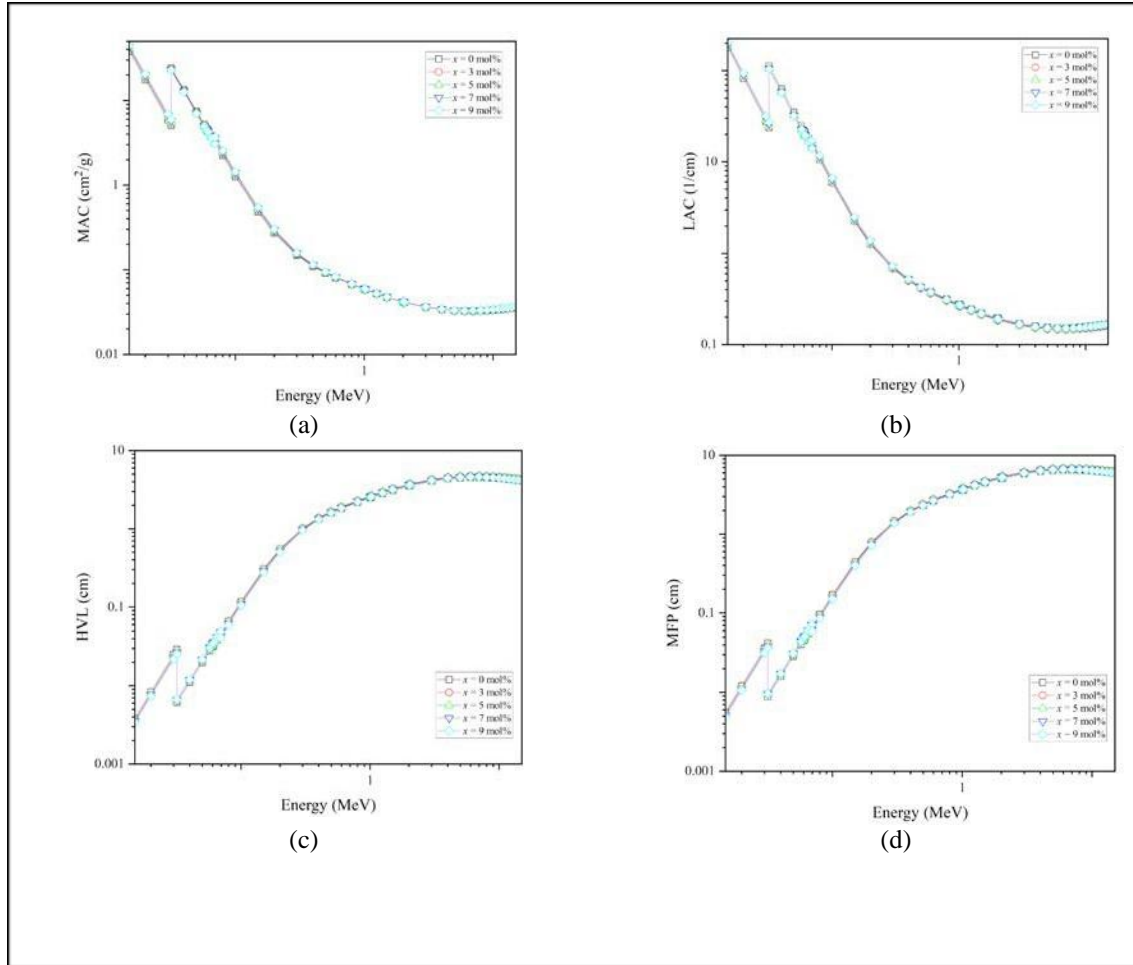 x = 0 mol%
x = 3 mol%
x = 5 mol%
x = 7 mol%
x = 9 mol%
MAC (cm²/g)
1
0.01
1
Energy (MeV)
(a)
x = 0 mol%
x = 3 mol%
x = 5 mol%
x = 7 mol%
x = 9 mol%
LAC (1/cm)
10
0.1
1
Energy (MeV)
(b)
10
HVL (cm)
0.1
0.001
x = 0 mol%
x = 3 mol%
x = 5 mol%
x = 7 mol%
x = 9 mol%
1
Energy (MeV)
(c)
10
MFP (cm)
0.1
0.001
x = 0 mol%
x = 3 mol%
x = 5 mol%
x = 7 mol%
x = 9 mol%
1
Energy (MeV)
(d)